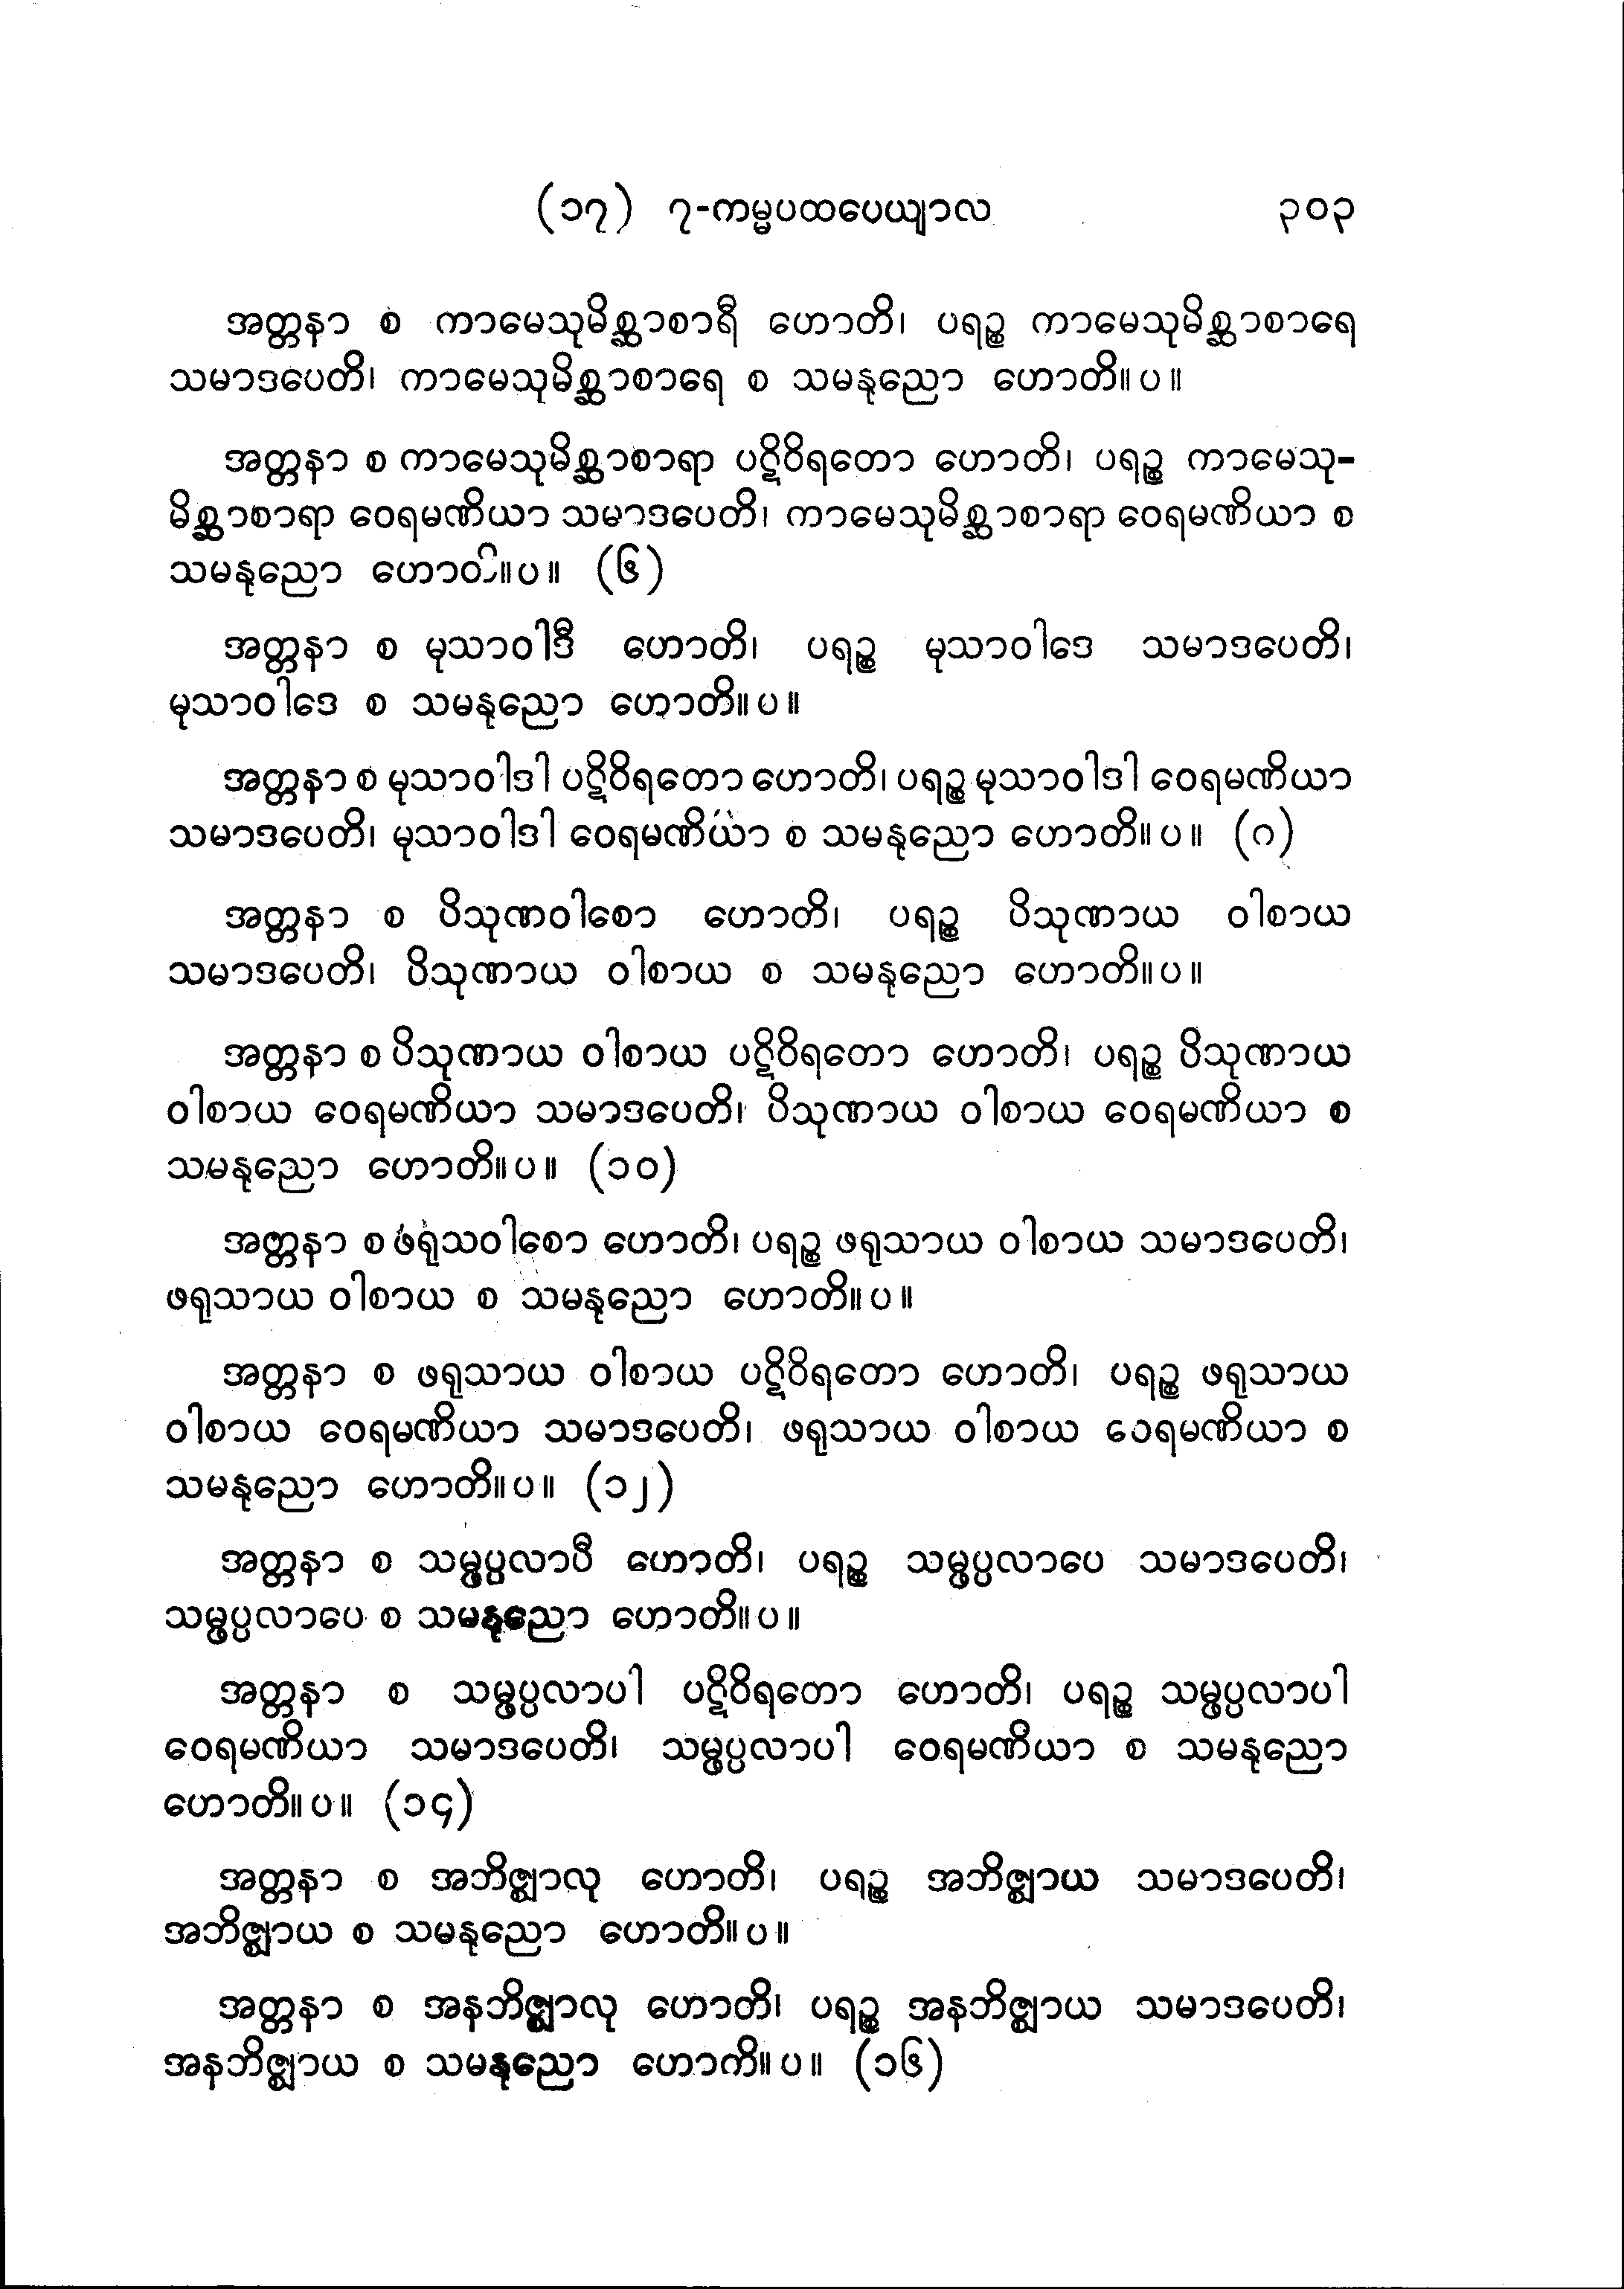 (၁၇) ၇-ကမ္မပထပေယျာလ ၃၀၃
အတ္တနာ စ ကာမေသုမိစ္ဆာစာရီ ဟောတိ၊ ပရဉ္စ ကာမေသုမိစ္ဆာစာရေ
သမာဒပေတိ၊ ကာမေသုမိစ္ဆာစာရေ စ သမနုညော ဟောတိ။ပ။
အတ္တနာ စ ကာမေသုမိစ္ဆာစာရာ ပဋိဝိရတော ဟောတိ၊ ပရဉ္စ ကာမေသု-
မိစ္ဆာစာရာ ဝေရမဏိယာ သမာဒပေတိ၊ ကာမေသုမိစ္ဆာစာရာ ဝေရမဏိယာ စ
သမနုညော ဟောတိ။ပ။ (၆)
အတ္တနာ စ မုသာဝါဒီ ဟောတိ၊ ပရဉ္စ မုသာဝါဒေ သမာဒပေတိ၊
မုသာဝါဒေ စ သမနုညော ဟောတိ။ပ။
အတ္တနာ စ မုသာဝါဒါ ပဋိဝိရတော ဟောတိ၊ ပရဉ္စ မုသာဝါဒါ ဝေရမဏိယာ
သမာဒပေတိ၊ မုသာဝါဒါ ဝေရမဏိယာ စ သမနုညော ဟောတိ။ပ။ (၈)
အတ္တနာ စ ပိသုဏဝါစော ဟောတိ၊ ပရဉ္စ ပိသုဏာယ ဝါစာယ
သမာဒပေတိ၊ ပိသုဏာယ ဝါစာယ စ သမနုညော ဟောတိ။ပ။
အတ္တနာ စ ပိသုဏာယ ဝါစာယ ပဋိဝိရတော ဟောတိ၊ ပရဉ္စ ပိသုဏာယ
ဝါစာယ ဝေရမဏိယာ သမာဒပေတိ၊ ပိသုဏာယ ဝါစာယ ဝေရမဏိယာ စ
သမနုညော ဟောတိ။ပ။ (၁၀)
အတ္တနာ စ ဖရုသဝါစော ဟောတိ၊ ပရဉ္စ ဖရုသာယ ဝါစာယ သမာဒပေတိ၊
ဖရုသာယ ဝါစာယ စ သမနုညော ဟောတိ။ပ။
အတ္တနာ စ ဖရုသာယ ဝါစာယ ပဋိဝိရတော ဟောတိ၊ ပရဉ္စ ဖရုသာယ
ဝါစာယ ဝေရမဏိယာ သမာဒပေတိ၊ ဖရုသာယ ဝါစာယ ဝေရမဏိယာ စ
သမနုညော ဟောတိ။ပ။ (၁၂)
အတ္တနာ စ သမ္ဖပ္ပလာပီ ဟောတိ၊ ပရဉ္စ သမ္ဖပ္ပလာပေ သမာဒပေတိ၊
သမ္ဖပ္ပလာပေ စ သမနုညော ဟောတိ။ပ။
အတ္တနာ စ သမ္ဖပ္ပလာပါ ပဋိဝိရတော ဟောတိ၊ ပရဉ္စ သမ္ဖပ္ပလာပါ
ဝေရမဏိယာ သမာဒပေတိ၊ သမ္ဖပ္ပလာပါ ဝေရမဏိယာ စ သမနုညော
ဟောတိ။ပ။ (၁၄)
အတ္တနာ စ အဘိဇ္ဈာလု ဟောတိ၊ ပရဉ္စ အဘိဇ္ဈာယ သမာဒပေတိ၊
အဘိဇ္ဈာယ စ သမနုညော ဟောတိ။ပ။
အတ္တနာ စ အနဘိဇ္ဈာလု ဟောတိ၊ ပရဉ္စ အနဘိဇ္ဈာယ သမာဒပေတိ၊
အနဘိဇ္ဈာယ စ သမနုညော ဟောတိ။ပ။ (၁၆)